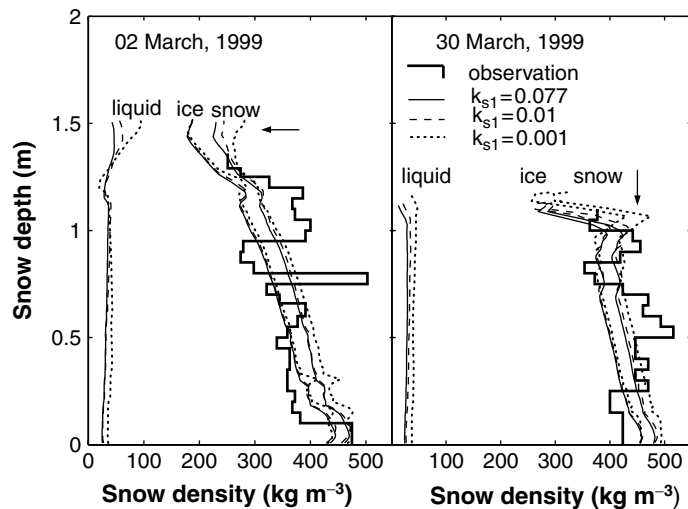 02 March, 1999
30 March, 1999
observation
kₛ₁=0.077
kₛ₁=0.01
kₛ₁=0.001
liquid ice snow
liquid ice snow
1.5
1
0.5
0
Snow depth (m)
0 100 200 300 400 500
0 100 200 300 400 500
Snow density (kg m⁻³)
Snow density (kg m⁻³)